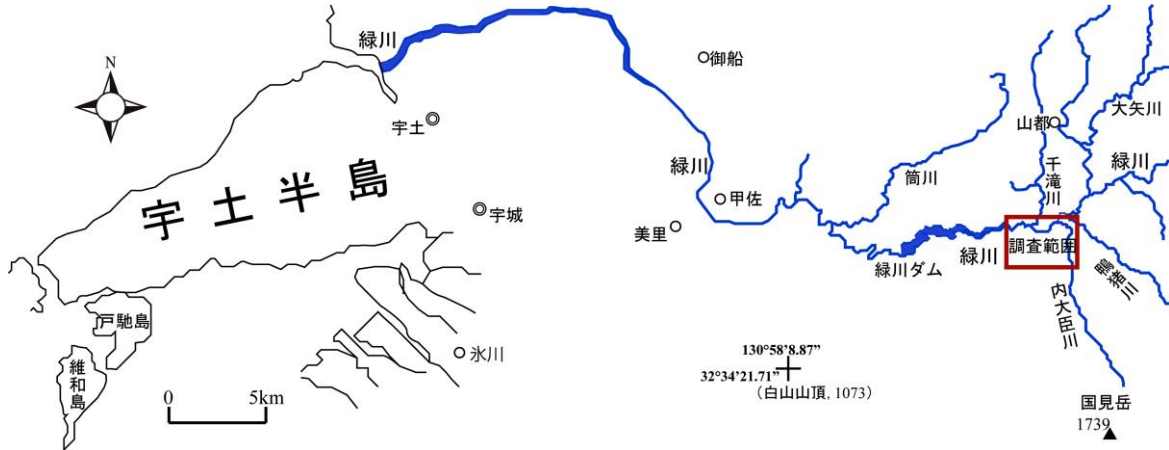 緑川
N
御船
大矢川
宇土
山都
緑川
緑川
千滝川
筒川
宇土半島
甲佐
宇城
美里
調査範囲
緑川
緑川ダム
鴨猪川
内大臣川
戸馳島
氷川
130°58’8.87”
32°34’21.71”
（白山山頂, 1073）
維和島
0
5km
国見岳
1739